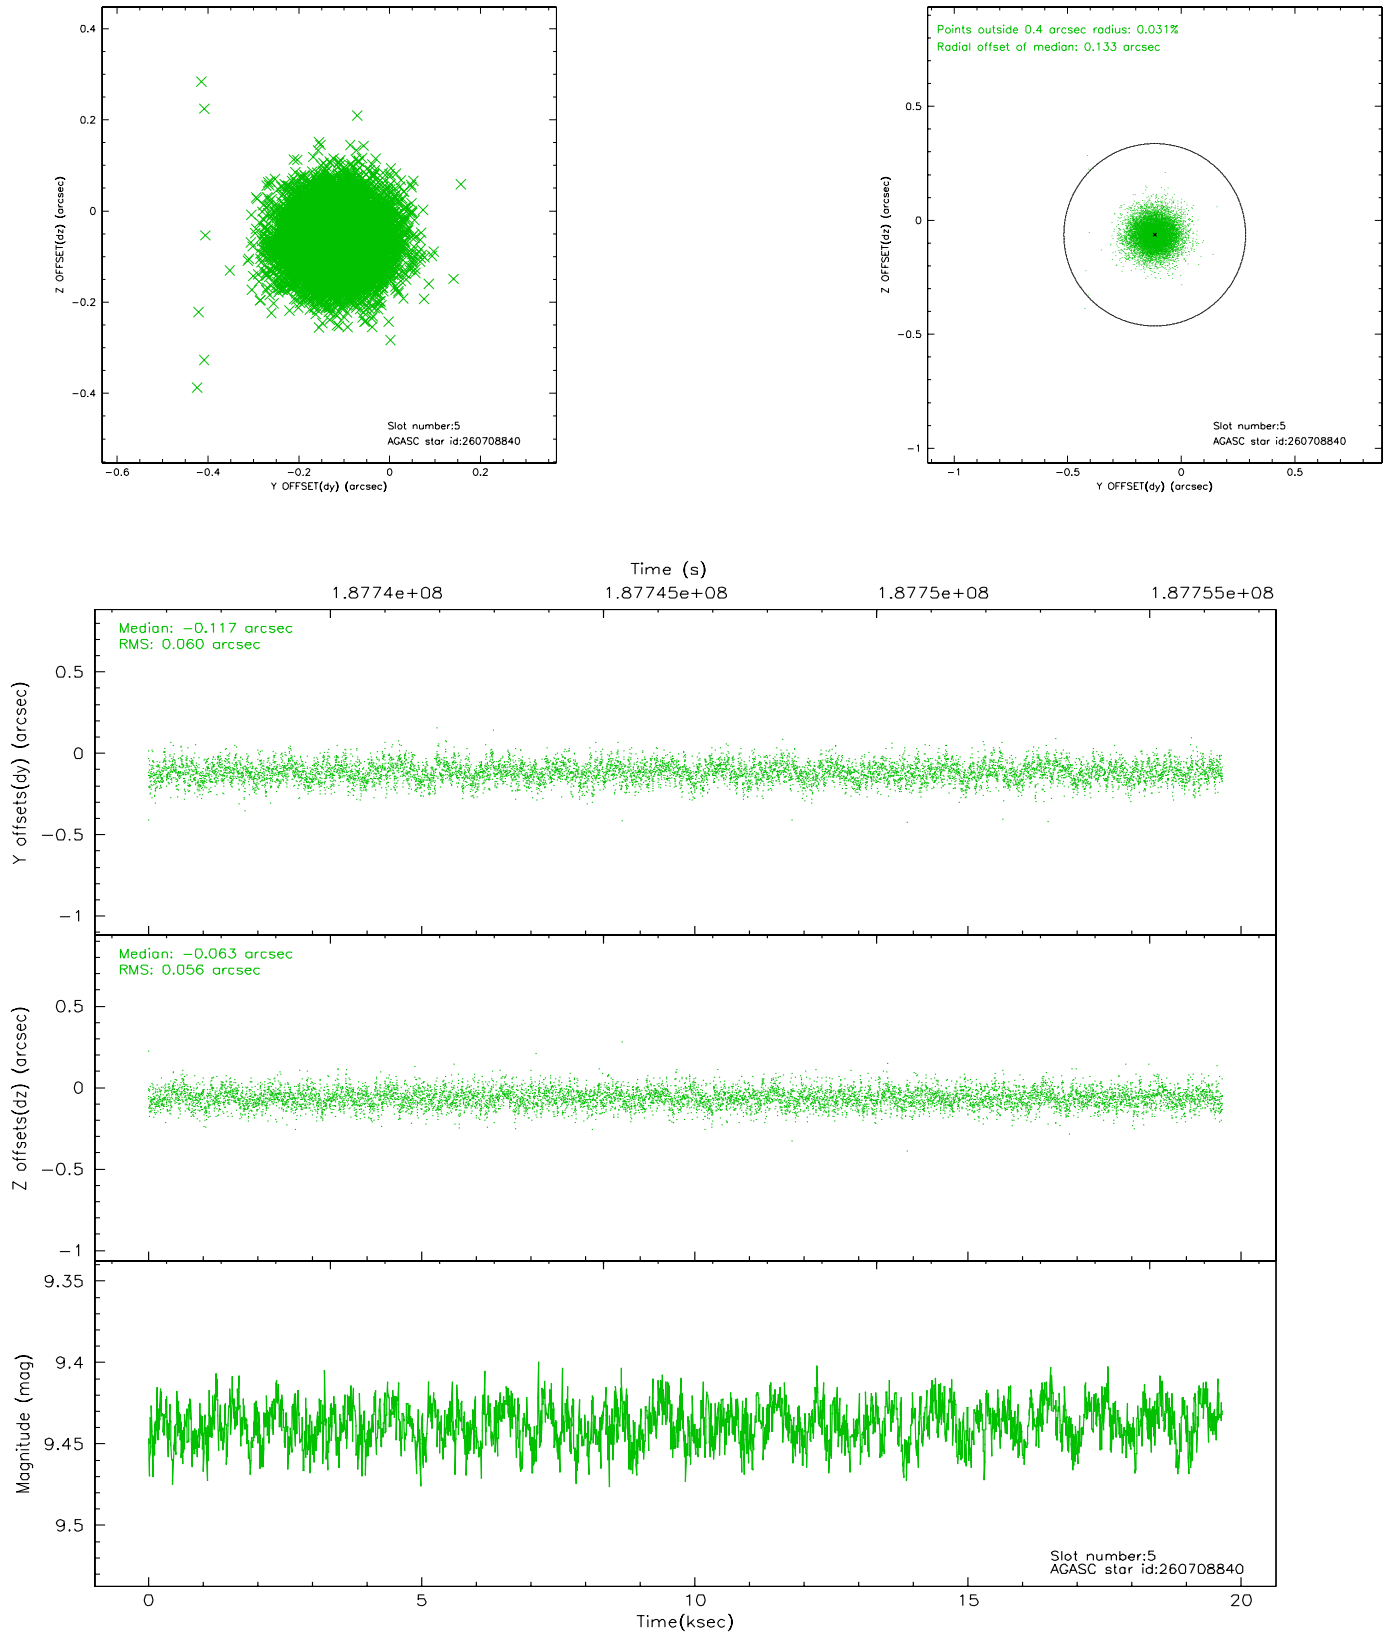 0.4
0.2
0
−0.2
−0.4
Z OFFSET(dz) (arcsec)
Slot number:5
AGASC star id:260708840
−0.6
−0.4
−0.2
0
0.2
Y OFFSET(dy) (arcsec)
Points outside 0.4 arcsec radius: 0.031%
Radial offset of median: 0.133 arcsec
0.5
0
−0.5
−1
Z OFFSET(dz) (arcsec)
Slot number:5
AGASC star id:260708840
−1
−0.5
0
0.5
Y OFFSET(dy) (arcsec)
Time (s)
1.8774e+08
1.87745e+08
1.8775e+08
1.87755e+08
Median: −0.117 arcsec
RMS: 0.060 arcsec
0.5
0
−0.5
−1
Y offsets(dy) (arcsec)
Median: −0.063 arcsec
RMS: 0.056 arcsec
0.5
0
−0.5
−1
Z offsets(dz) (arcsec)
9.35
9.4
9.45
9.5
Magnitude (mag)
Slot number:5
AGASC star id:260708840
0
5
10
15
20
Time(ksec)